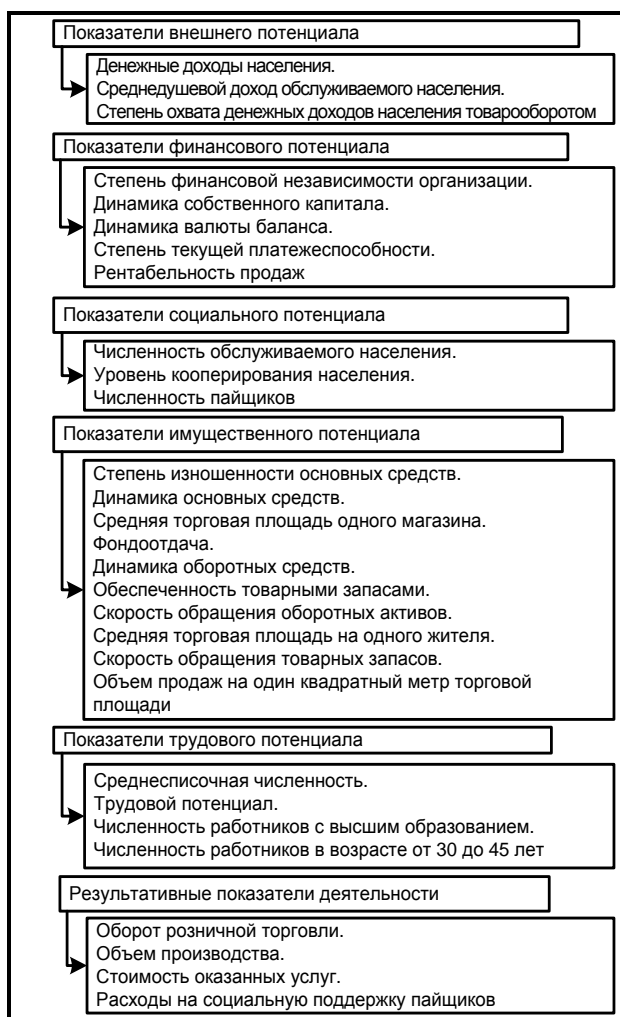 Показатели внешнего потенциала
Денежные доходы населения.
Среднедушевой доход обслуживаемого населения.
Степень охвата денежных доходов населения товарооборотом
Показатели финансового потенциала
Степень финансовой независимости организации.
Динамика собственного капитала.
Динамика валюты баланса.
Степень текущей платежеспособности.
Рентабельность продаж
Показатели социального потенциала
Численность обслуживаемого населения.
Уровень кооперирования населения.
Численность пайщиков
Показатели имущественного потенциала
Степень изношенности основных средств.
Динамика основных средств.
Средняя торговая площадь одного магазина.
Фондоотдача.
Динамика оборотных средств.
Обеспеченность товарными запасами.
Скорость обращения оборотных активов.
Средняя торговая площадь на одного жителя.
Скорость обращения товарных запасов.
Объем продаж на один квадратный метр торговой
площади
Показатели трудового потенциала
Среднесписочная численность.
Трудовой потенциал.
Численность работников с высшим образованием.
Численность работников в возрасте от 30 до 45 лет
Результативные показатели деятельности
Оборот розничной торговли.
Объем производства.
Стоимость оказанных услуг.
Расходы на социальную поддержку пайщиков